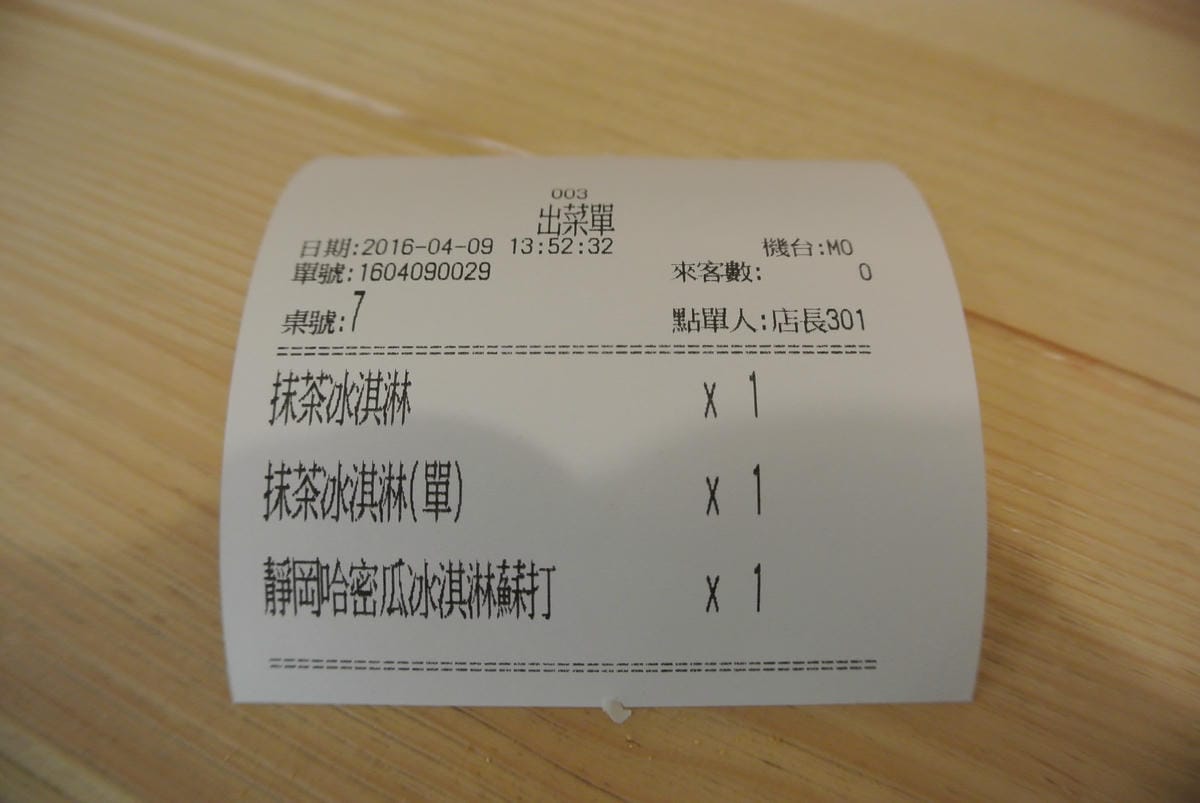 003
出菜單
日期:2016-04-09 13:52:32 機台:M0
單號:1604090029 來客數: 0
桌號:7 點單人:店長301
抹茶冰淇淋 x 1
抹茶冰淇淋(單) x 1
靜岡哈密瓜冰淇淋蘇打 x 1